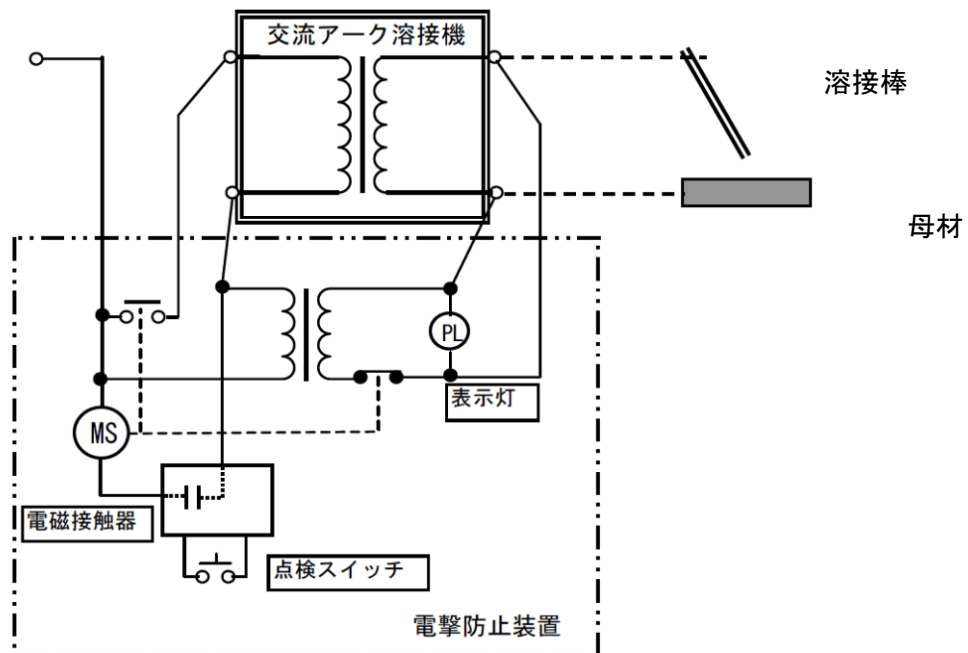 交流アーク溶接機
溶接棒
母材
PL
表示灯
MS
電磁接触器
点検スイッチ
電撃防止装置